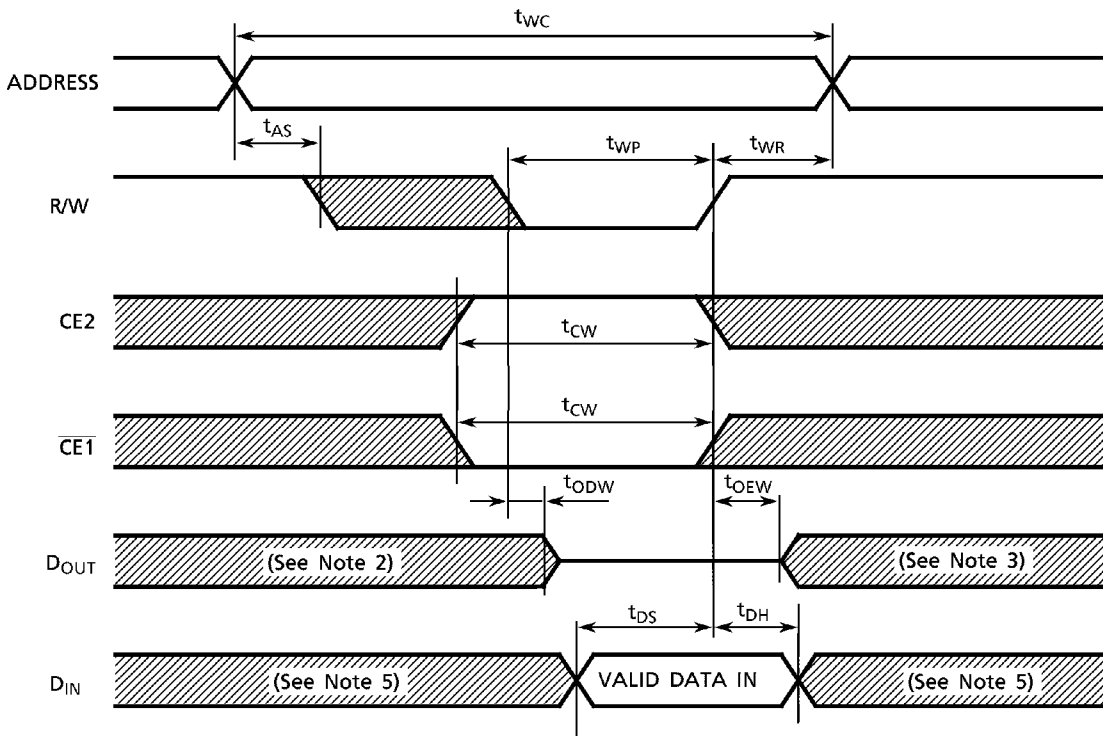 tWC
ADDRESS
tAS
tWP
tWR
R/W
CE2
tCW
CE1
tCW
tODW
tOEW
DOUT
(See Note 2)
(See Note 3)
tDS
tDH
DIN
(See Note 5)
VALID DATA IN
(See Note 5)